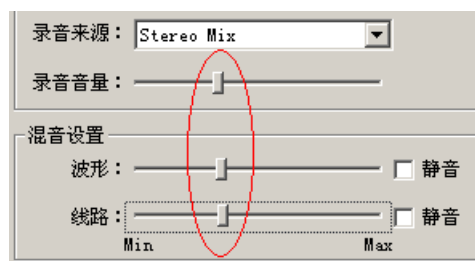 录音来源： Stereo Mix
录音音量：
混音设置
波形： 静音
线路： 静音
Min Max